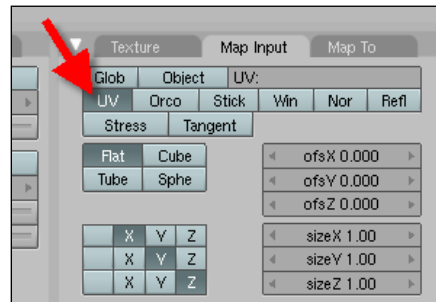 Texture Map Input Map To
Glob Object UV:
UV Orco Stick Win Nor Refl
Stress Tangent
Flat Cube ofsX 0.000
Tube Sphe ofsY 0.000
ofsZ 0.000
X Y Z sizeX 1.00
X Y Z sizeY 1.00
X Y Z sizeZ 1.00